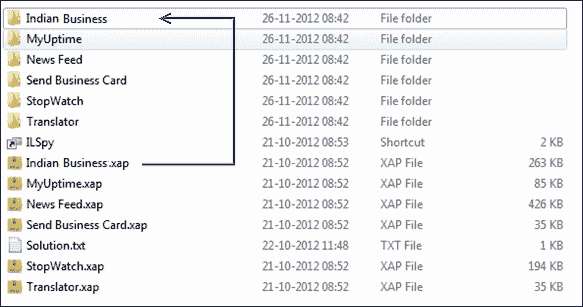 Indian Business 26-11-2012 08:42 File folder
MyUptime 26-11-2012 08:42 File folder
News Feed 26-11-2012 08:42 File folder
Send Business Card 26-11-2012 08:42 File folder
StopWatch 26-11-2012 08:42 File folder
Translator 26-11-2012 08:42 File folder
ILSpy 21-10-2012 08:53 Shortcut 2 KB
Indian Business.xap 21-10-2012 08:52 XAP File 263 KB
MyUptime.xap 21-10-2012 08:52 XAP File 85 KB
News Feed.xap 21-10-2012 08:52 XAP File 426 KB
Send Business Card.xap 21-10-2012 08:52 XAP File 35 KB
Solution.txt 22-10-2012 11:48 TXT File 1 KB
StopWatch.xap 21-10-2012 08:52 XAP File 37 KB
Translator.xap 21-10-2012 08:52 XAP File 35 KB